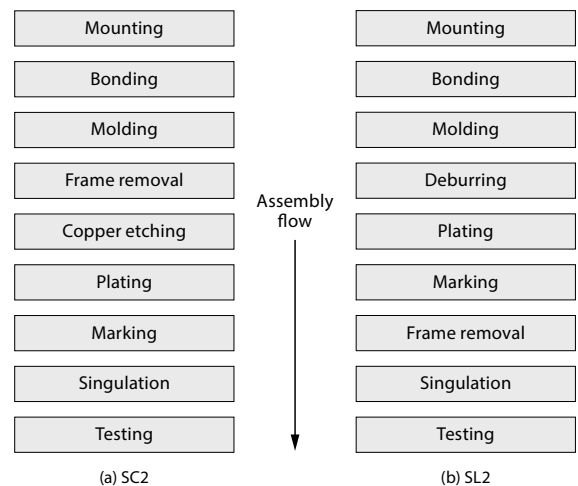 Mounting
Bonding
Molding
Frame removal
Copper etching
Plating
Marking
Singulation
Testing
(a) SC2
Assembly
flow
Mounting
Bonding
Molding
Deburring
Plating
Marking
Frame removal
Singulation
Testing
(b) SL2